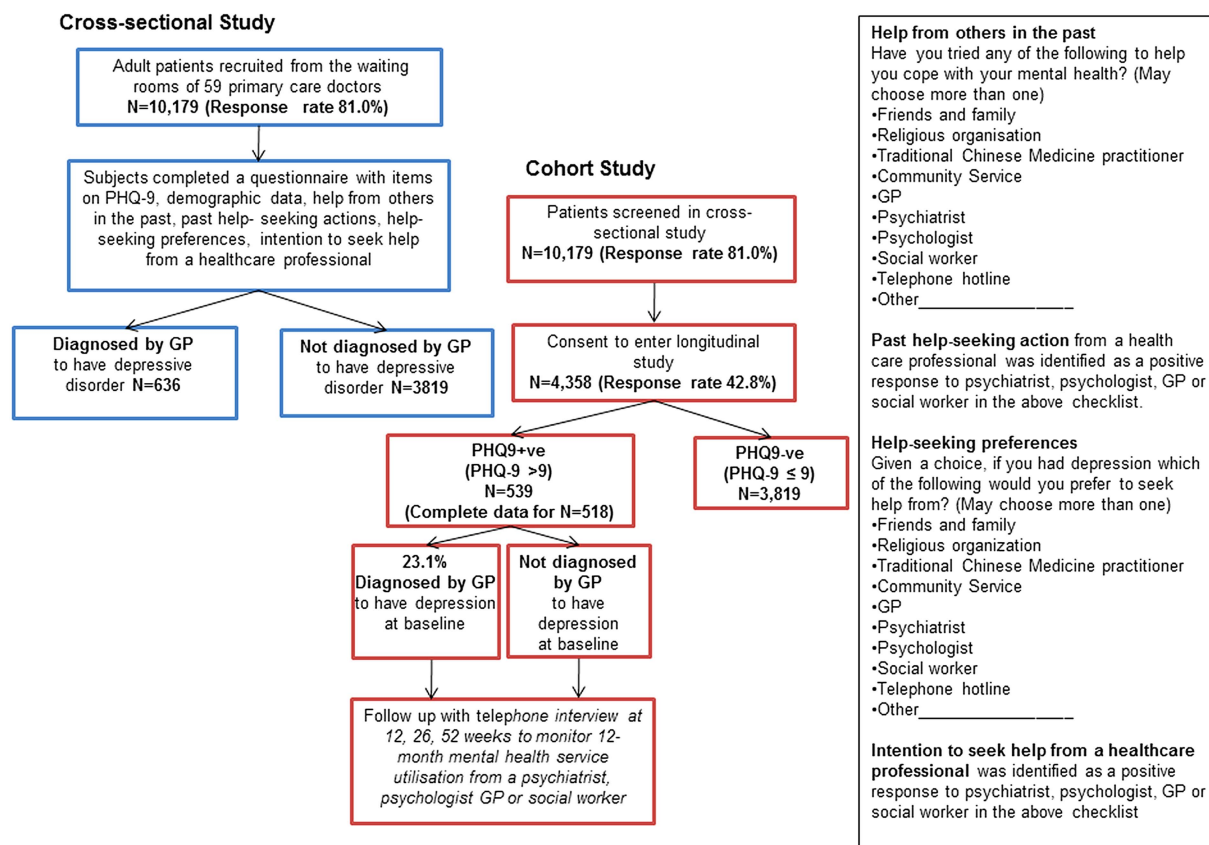 Cross-sectional Study
Adult patients recruited from the waiting
rooms of 59 primary care doctors
N=10,179 (Response rate 81.0%)
Subjects completed a questionnaire with items
on PHQ-9, demographic data, help from others
in the past, past help- seeking actions, help-
seeking preferences, intention to seek help
from a healthcare professional
Diagnosed by GP
to have depressive
disorder N=636
Not diagnosed by GP
to have depressive
disorder N=3819
Cohort Study
Patients screened in cross-
sectional study
N=10,179 (Response rate 81.0%)
Consent to enter longitudinal
study
N=4,358 (Response rate 42.8%)
PHQ9+ve
(PHQ-9 >9)
N=539
(Complete data for N=518)
PHQ9-ve
(PHQ-9 ≤ 9)
N=3,819
23.1%
Diagnosed by GP
to have depression
at baseline
Not diagnosed
by GP
to have
depression
at baseline
Follow up with telephone interview at
12, 26, 52 weeks to monitor 12-
month mental health service
utilisation from a psychiatrist,
psychologist GP or social worker
Help from others in the past
Have you tried any of the following to help
you cope with your mental health? (May
choose more than one)
•Friends and family
•Religious organisation
•Traditional Chinese Medicine practitioner
•Community Service
•GP
•Psychiatrist
•Psychologist
•Social worker
•Telephone hotline
•Other_________________
Past help-seeking action from a health
care professional was identified as a positive
response to psychiatrist, psychologist, GP or
social worker in the above checklist.
Help-seeking preferences
Given a choice, if you had depression which
of the following would you prefer to seek
help from? (May choose more than one)
•Friends and family
•Religious organization
•Traditional Chinese Medicine practitioner
•Community Service
•GP
•Psychiatrist
•Psychologist
•Social worker
•Telephone hotline
•Other_________________
Intention to seek help from a healthcare
professional was identified as a positive
response to psychiatrist, psychologist, GP or
social worker in the above checklist